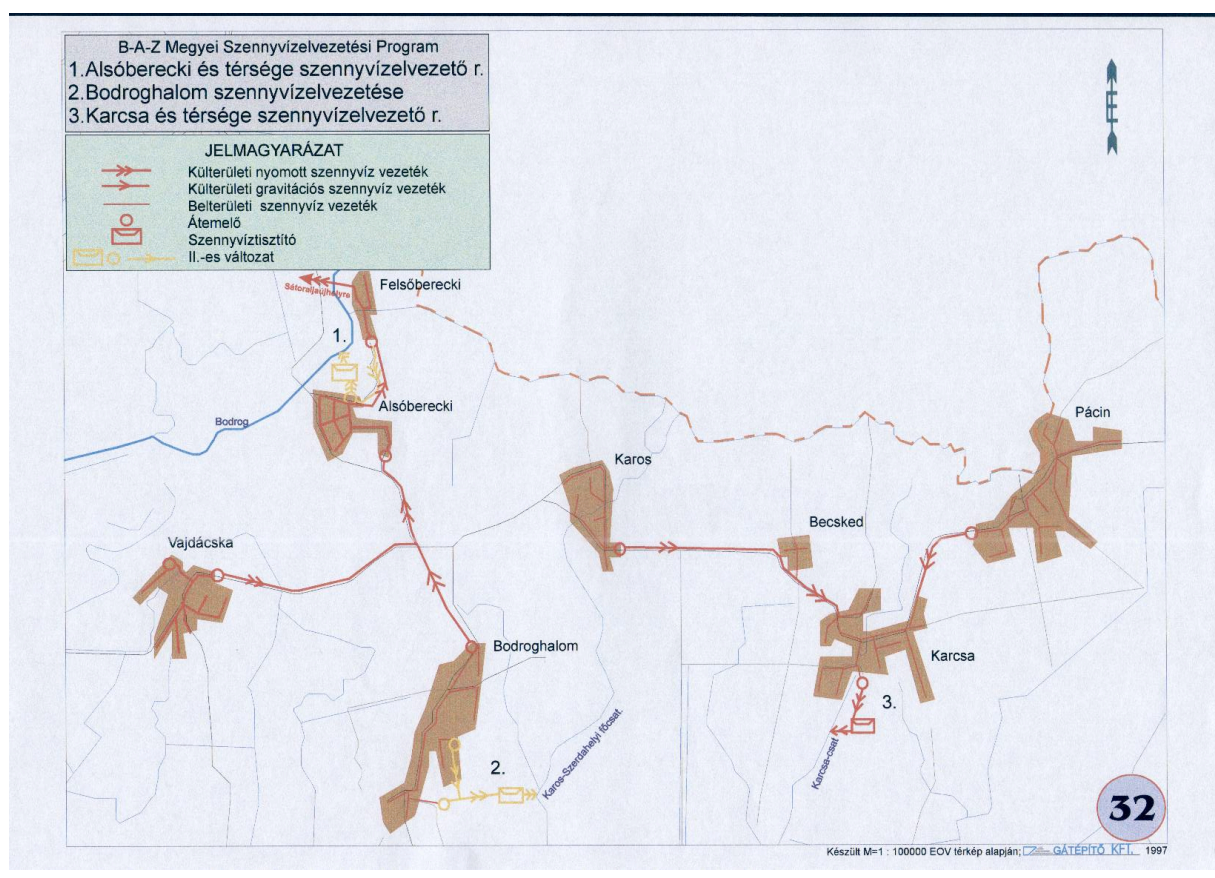 B-A-Z Megyei Szennyvízelvezetési Program
1.Alsóberecki és térsége szennyvízelvezető r.
2.Bodroghalom szennyvízelvezetése
3.Karcsa és térsége szennyvízelvezető r.
JELMAGYARÁZAT
Külterületi nyomott szennyvíz vezeték
Külterületi gravitációs szennyvíz vezeték
Belterületi szennyvíz vezeték
Átemelő
Szennyvíztisztító
II.-es változat
Felsőberecki
Sátoraljaújhelyre
1.
Alsóberecki
Bodrog
Pácin
Karos
Becsked
Vajdácska
Bodroghalom
Karcsa
3.
2.
Karos-Szerdahelyi főcsat.
Karcsa-csat
32
Készült M=1 : 100000 EOV térkép alapján; GÁTÉPÍTŐ KFT. 1997